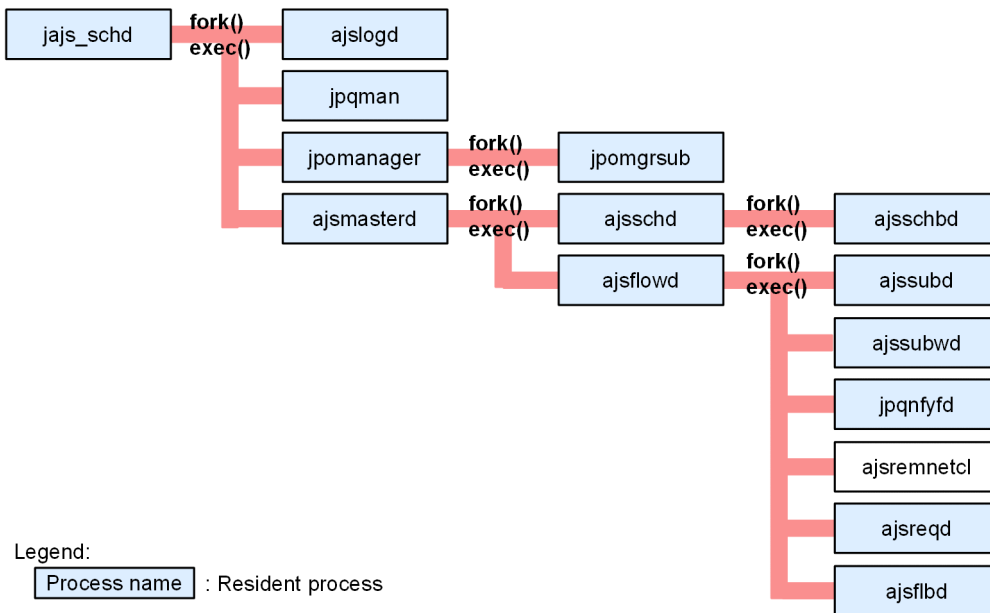 jajs_schd
fork()
exec()
ajslogd
jpqman
jpomanager
fork()
exec()
jpomgrsub
ajsmasterd
fork()
exec()
ajsschd
fork()
exec()
ajsschbd
ajsflowd
fork()
exec()
ajssubd
ajssubwd
jpqnfyfd
ajsremnetcl
ajsreqd
ajsflbd
Legend:
Process name : Resident process